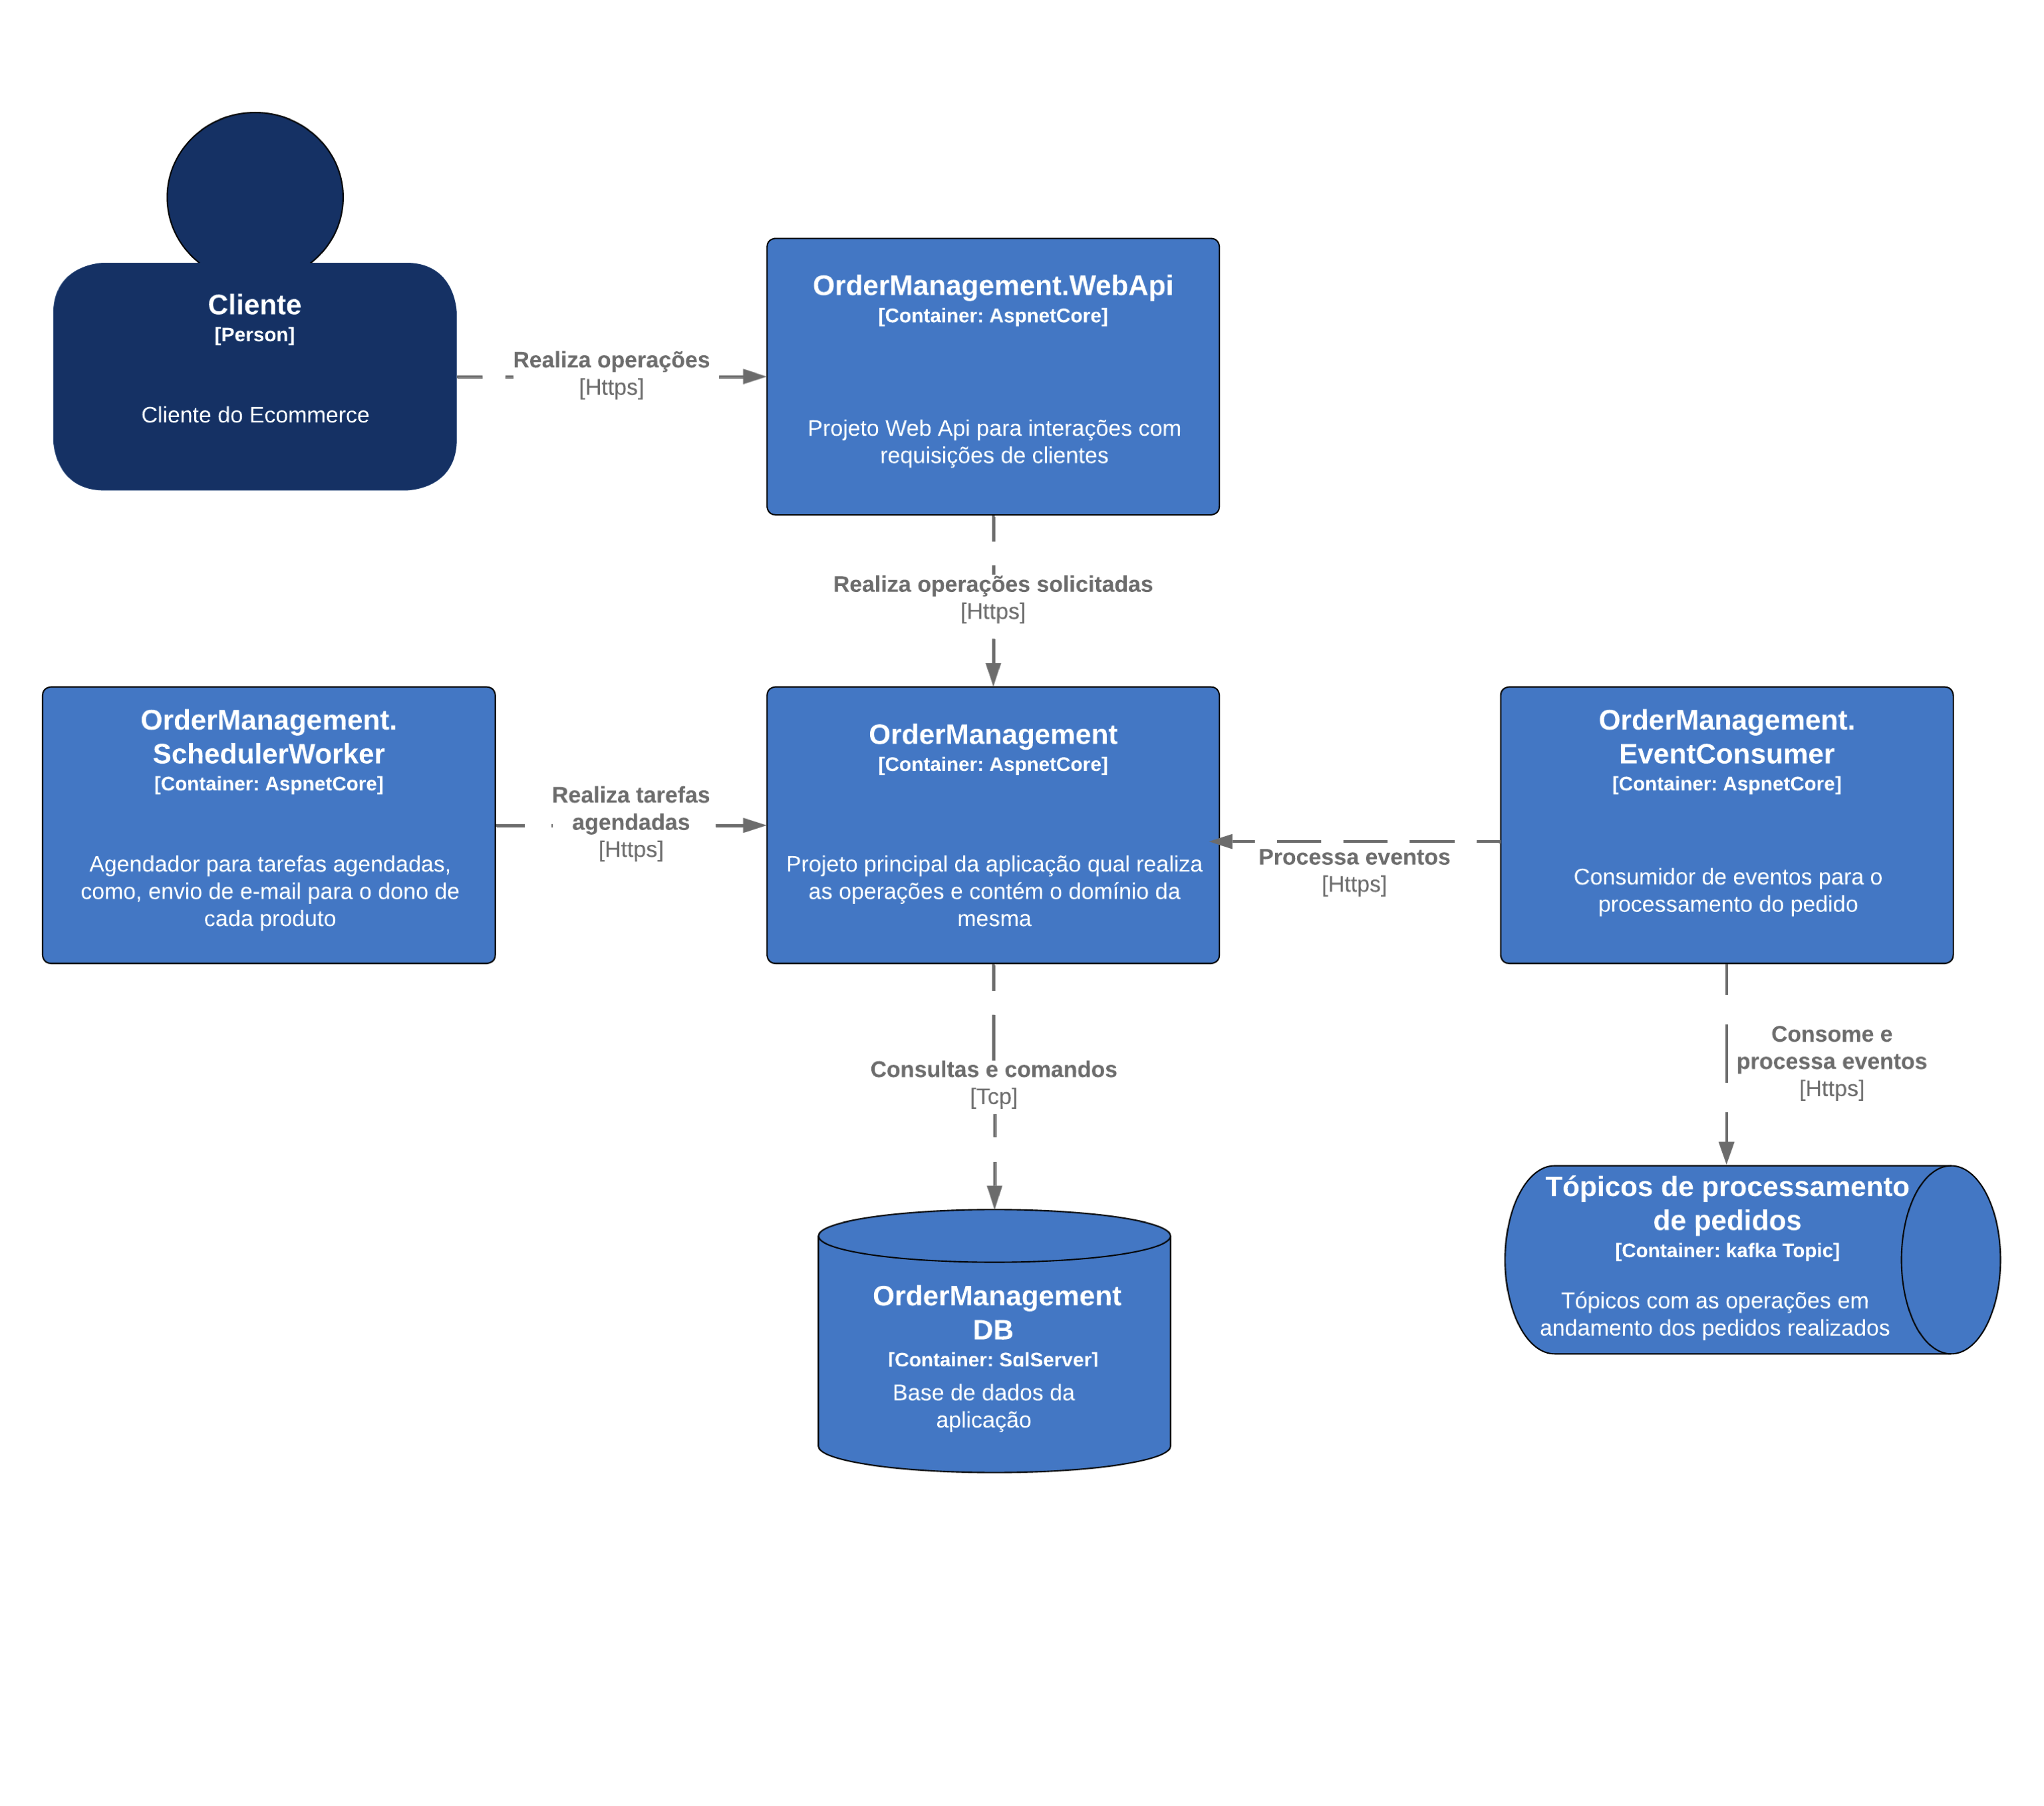 Cliente
[Person]
Cliente do Ecommerce
Realiza operações
[Https]
OrderManagement.WebApi
[Container: AspnetCore]
Projeto Web Api para interações com
requisições de clientes
Realiza operações solicitadas
[Https]
OrderManagement.
SchedulerWorker
[Container: AspnetCore]
Agendador para tarefas agendadas,
como, envio de e-mail para o dono de
cada produto
Realiza tarefas
agendadas
[Https]
OrderManagement
[Container: AspnetCore]
Projeto principal da aplicação qual realiza
as operações e contém o domínio da
mesma
Processa eventos
[Https]
OrderManagement.
EventConsumer
[Container: AspnetCore]
Consumidor de eventos para o
processamento do pedido
Consultas e comandos
[Tcp]
Consome e
processa eventos
[Https]
OrderManagement
DB
[Container: SqlServer]
Base de dados da
aplicação
Tópicos de processamento
de pedidos
[Container: kafka Topic]
Tópicos com as operações em
andamento dos pedidos realizados